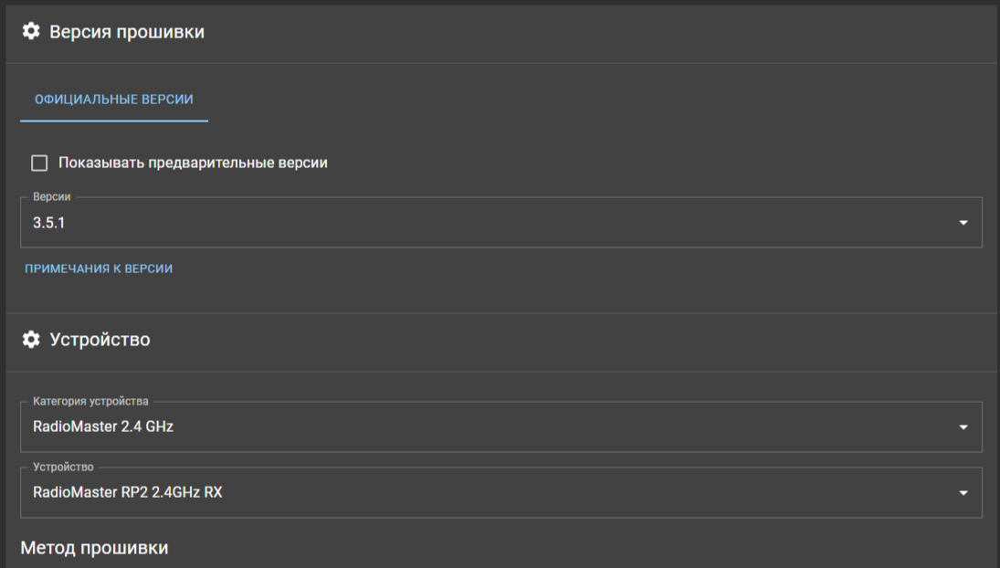 Версия прошивки
ОФИЦИАЛЬНЫЕ ВЕРСИИ
Показывать предварительные версии
Версии
3.5.1
ПРИМЕЧАНИЯ К ВЕРСИИ
Устройство
Категория устройства
RadioMaster 2.4 GHz
Устройство
RadioMaster RP2 2.4GHz RX
Метод прошивки